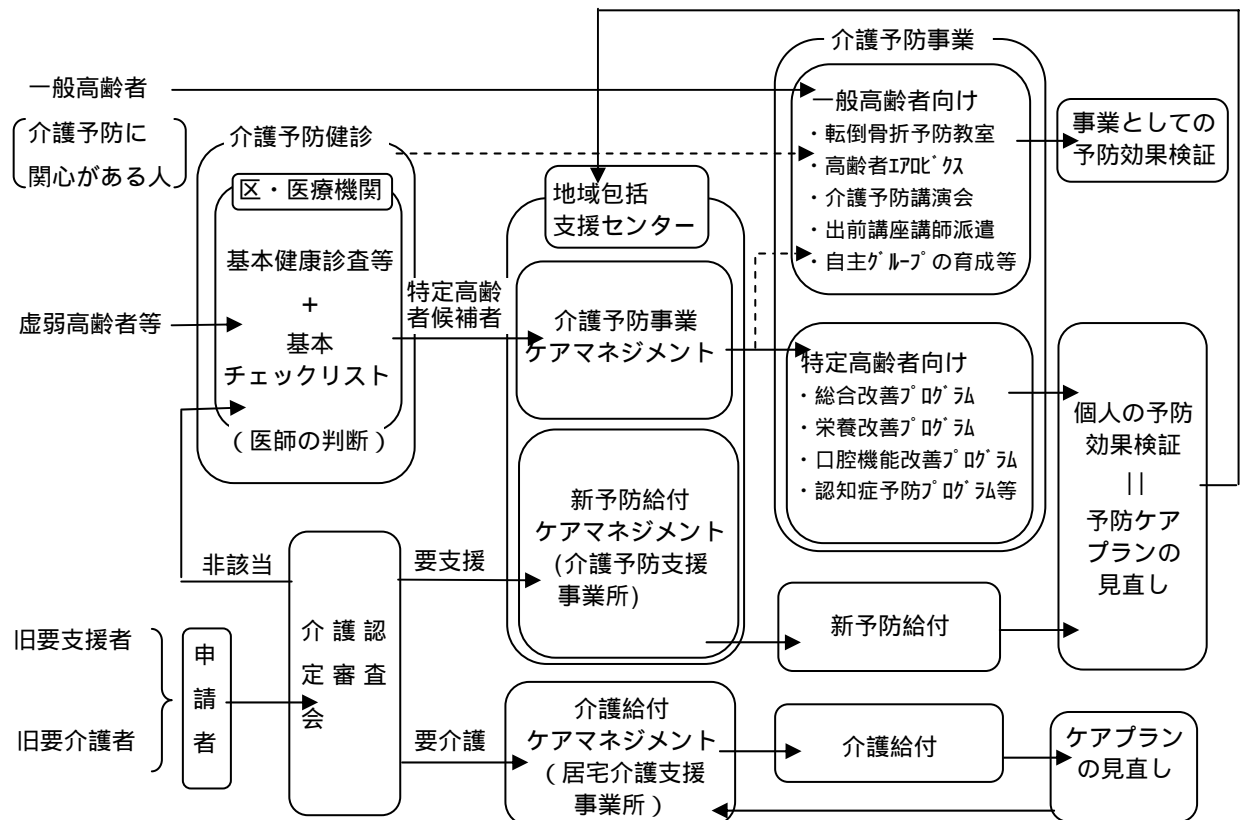 一般高齢者
介護予防に
関心がある人
虚弱高齢者等
旧要支援者
旧要介護者
申
請
者
介護予防健診
区・医療機関
基本健康診査等
+
基本
チェックリスト
(医師の判断)
非該当
介護認
定審査
会
特定高齢
者候補者
要支援
要介護
地域包括
支援センター
介護予防事業
ケアマネジメント
新予防給付
ケアマネジメント
(介護予防支援
事業所)
介護給付
ケアマネジメント
(居宅介護支援
事業所)
介護予防事業
一般高齢者向け
・転倒骨折予防教室
・高齢者ｴｱﾛﾋﾞｸｽ
・介護予防講演会
・出前講座講師派遣
・自主ｸﾞﾙｰﾌﾟの育成等
特定高齢者向け
・総合改善ﾌﾟﾛｸﾞﾗﾑ
・栄養改善ﾌﾟﾛｸﾞﾗﾑ
・口腔機能改善ﾌﾟﾛｸﾞﾗﾑ
・認知症予防ﾌﾟﾛｸﾞﾗﾑ等
新予防給付
介護給付
事業としての
予防効果検証
個人の予防
効果検証
||
予防ケア
プランの
見直し
ケアプラン
の見直し